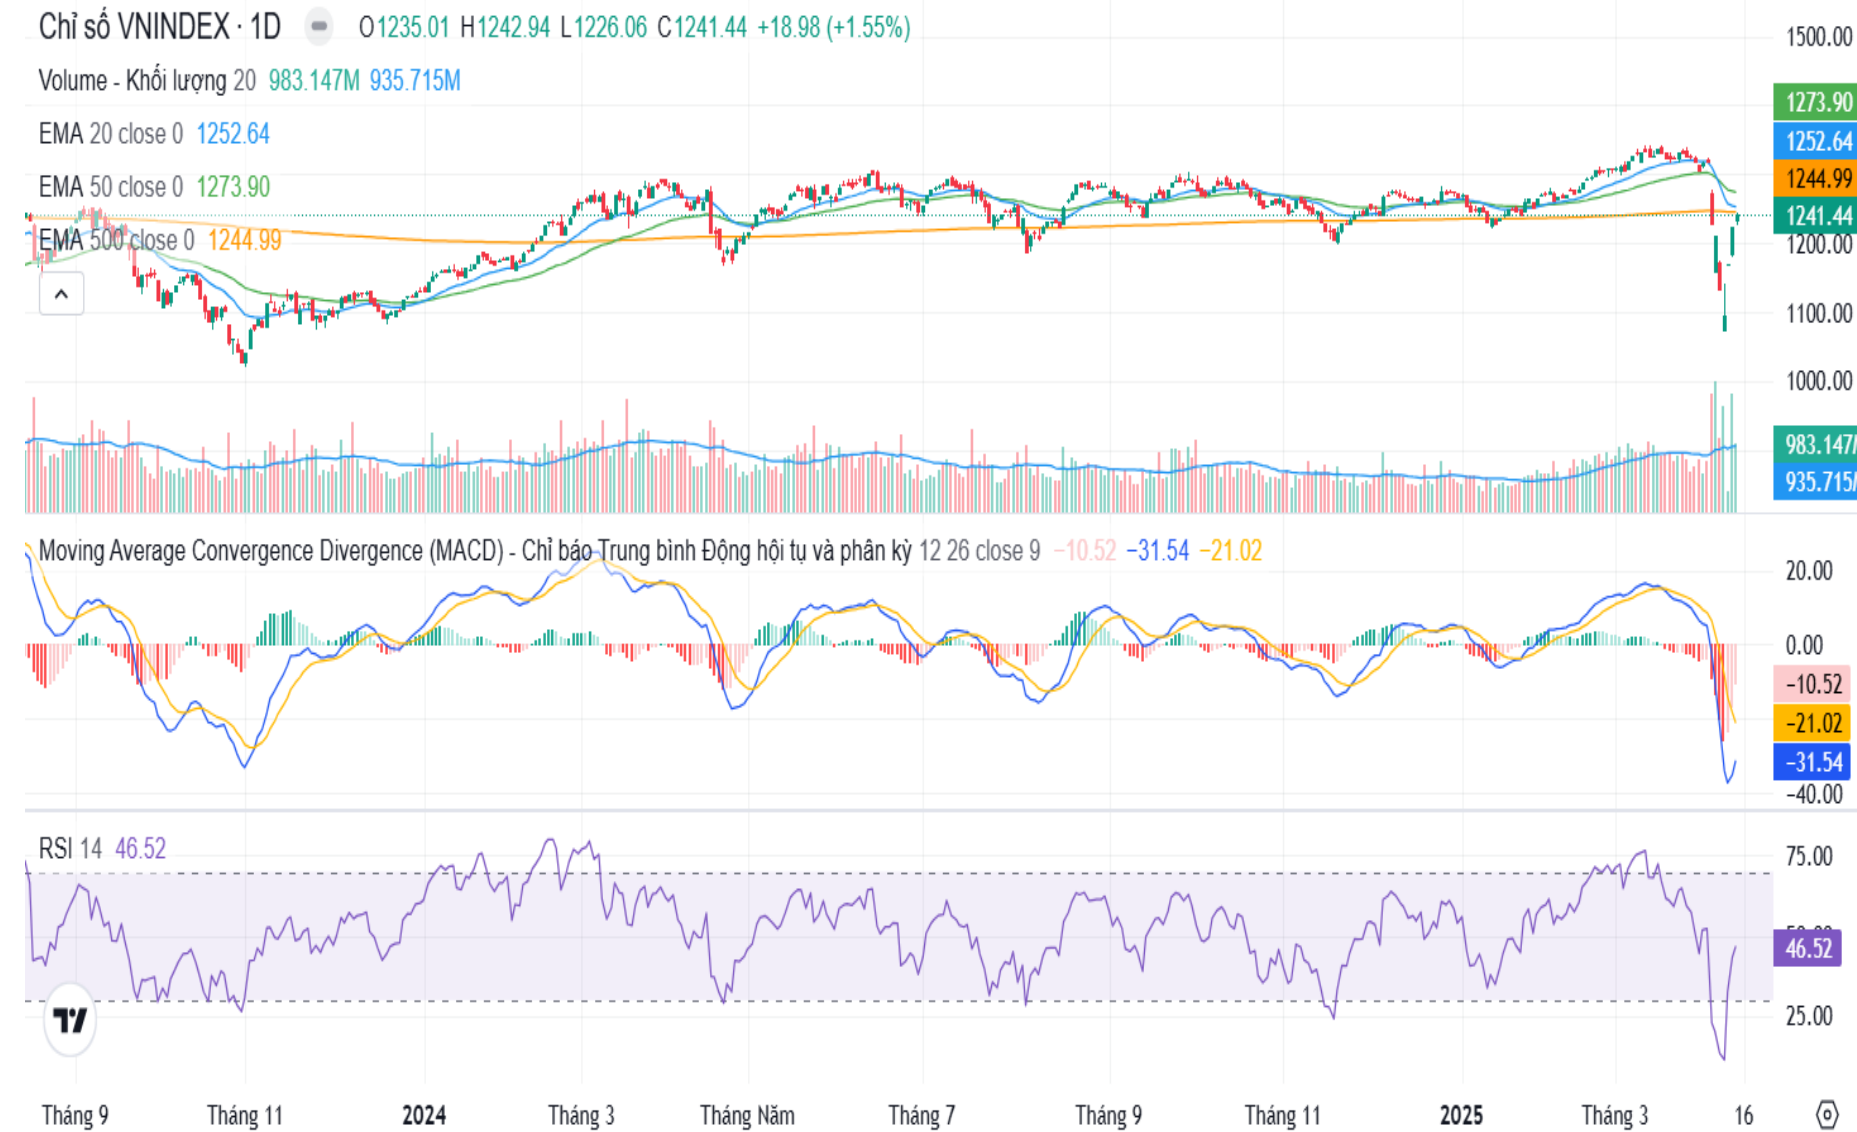 Chỉ số VNINDEX · 1D O1235.01 H1242.94 L1226.06 C1241.44 +18.98 (+1.55%)
Volume - Khối lượng 20 983.147M 935.715M
EMA 20 close 0 1252.64
EMA 50 close 0 1273.90
EMA 500 close 0 1244.99
1500.00
1273.90
1252.64
1244.99
1241.44
1200.00
1100.00
1000.00
983.147M
935.715M
Moving Average Convergence Divergence (MACD) - Chỉ báo Trung bình Động hội tụ và phân kỳ 12 26 close 9 −10.52 −31.54 −21.02
20.00
0.00
−10.52
−21.02
−31.54
−40.00
RSI 14 46.52
75.00
46.52
25.00
Tháng 9 Tháng 11 2024 Tháng 3 Tháng Năm Tháng 7 Tháng 9 Tháng 11 2025 Tháng 3 16